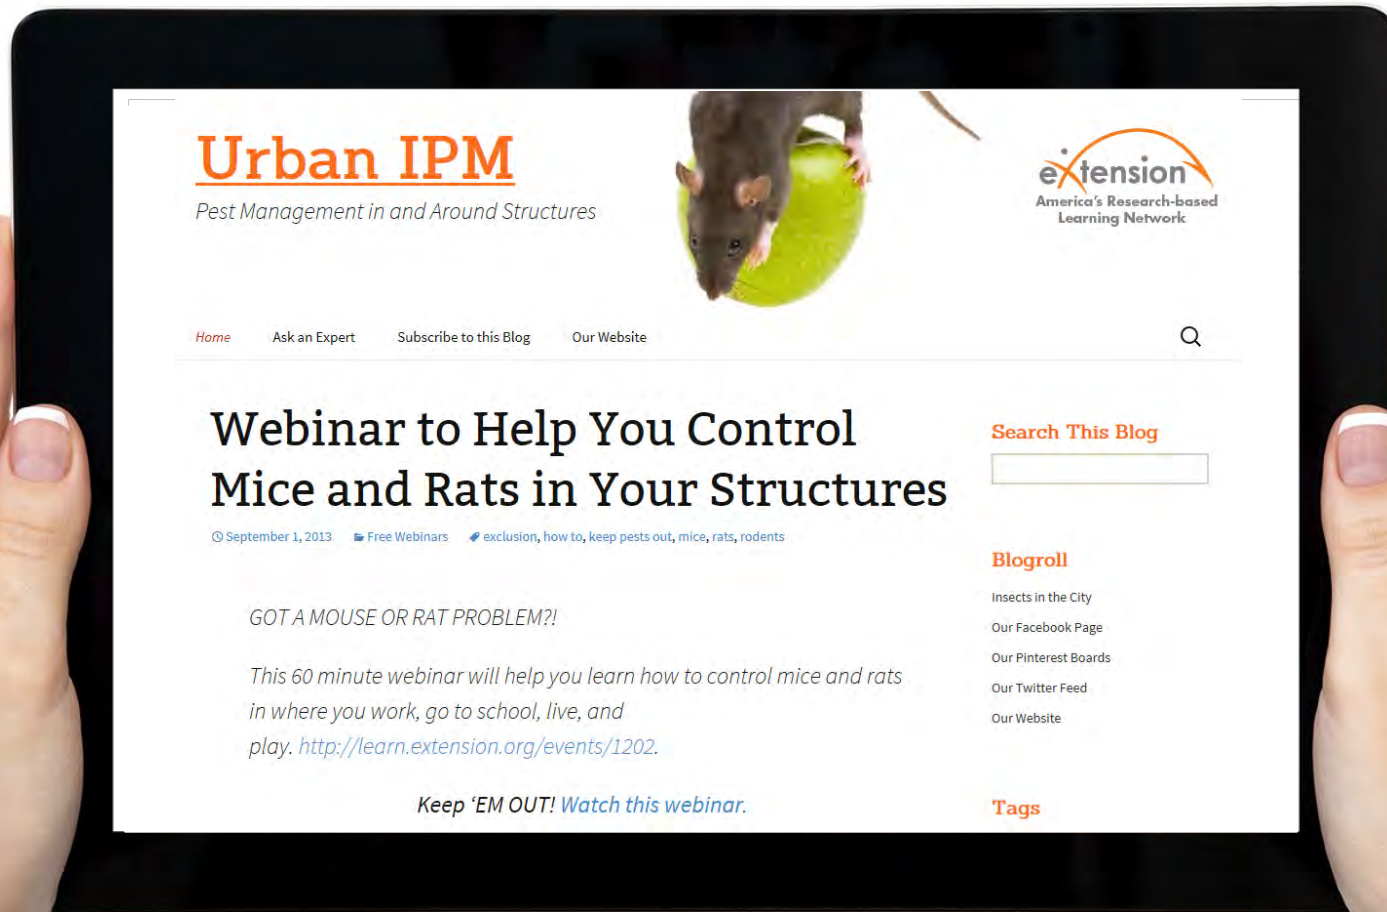 Urban IPM
Pest Management in and Around Structures
eXtension
America's Research-based
Learning Network
Home Ask an Expert Subscribe to this Blog Our Website
Webinar to Help You Control
Mice and Rats in Your Structures
September 1, 2013 Free Webinars exclusion, how to, keep pests out, mice, rats, rodents
GOT A MOUSE OR RAT PROBLEM?!
This 60 minute webinar will help you learn how to control mice and rats
in where you work, go to school, live, and
play. http://learn.extension.org/events/1202.
Keep ‘EM OUT! Watch this webinar.
Search This Blog
Blogroll
Insects in the City
Our Facebook Page
Our Pinterest Boards
Our Twitter Feed
Our Website
Tags